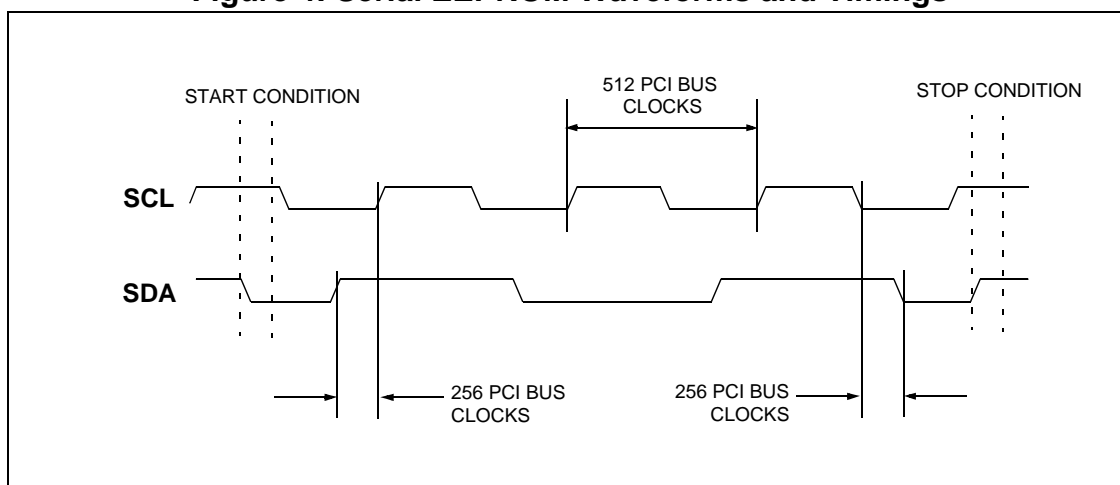 START CONDITION
512 PCI BUS
CLOCKS
STOP CONDITION
SCL
SDA
256 PCI BUS
CLOCKS
256 PCI BUS
CLOCKS